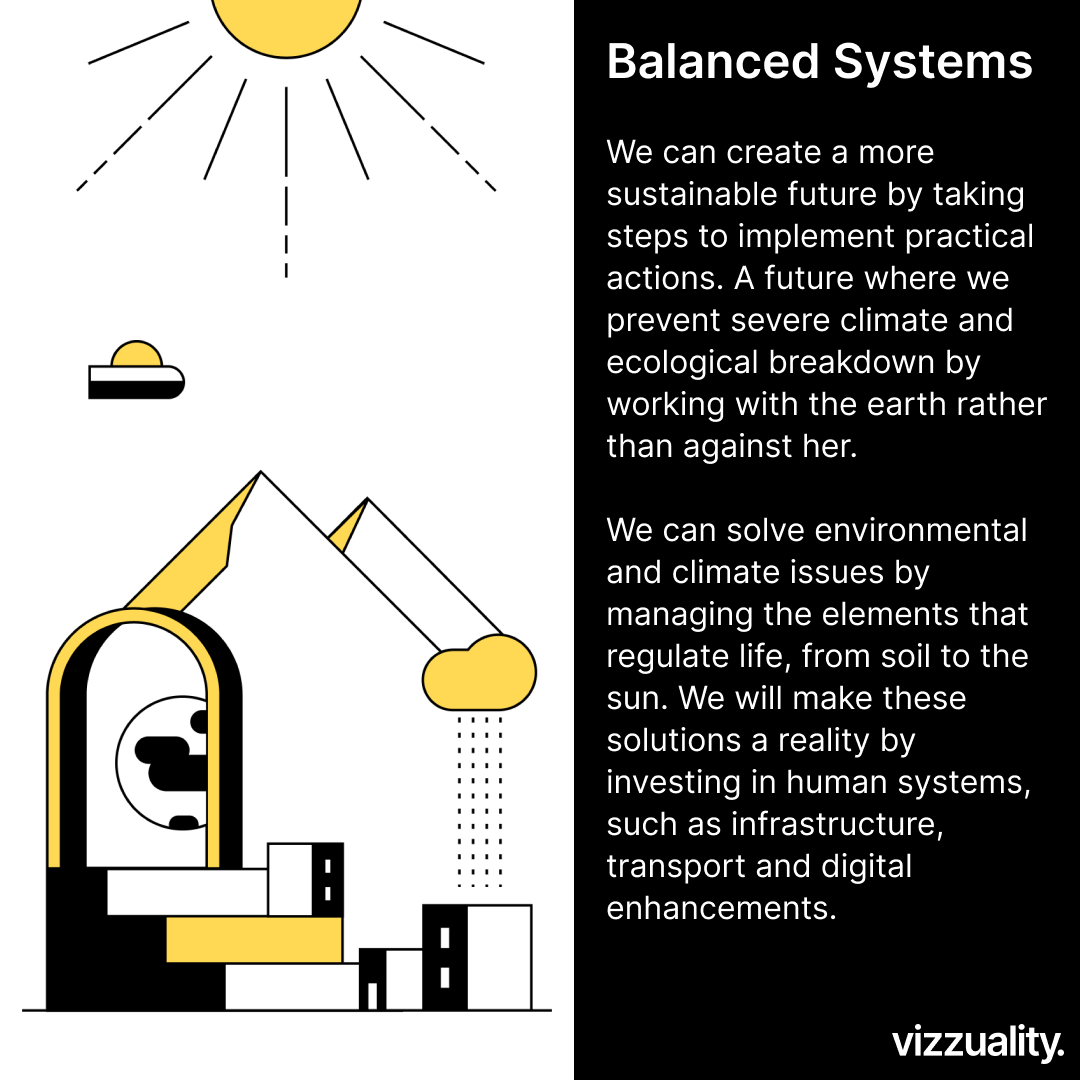 Balanced Systems
We can create a more
sustainable future by taking
steps to implement practical
actions. A future where we
prevent severe climate and
ecological breakdown by
working with the earth rather
than against her.
We can solve environmental
and climate issues by
managing the elements that
regulate life, from soil to the
sun. We will make these
solutions a reality by
investing in human systems,
such as infrastructure,
transport and digital
enhancements.
vizzuality.